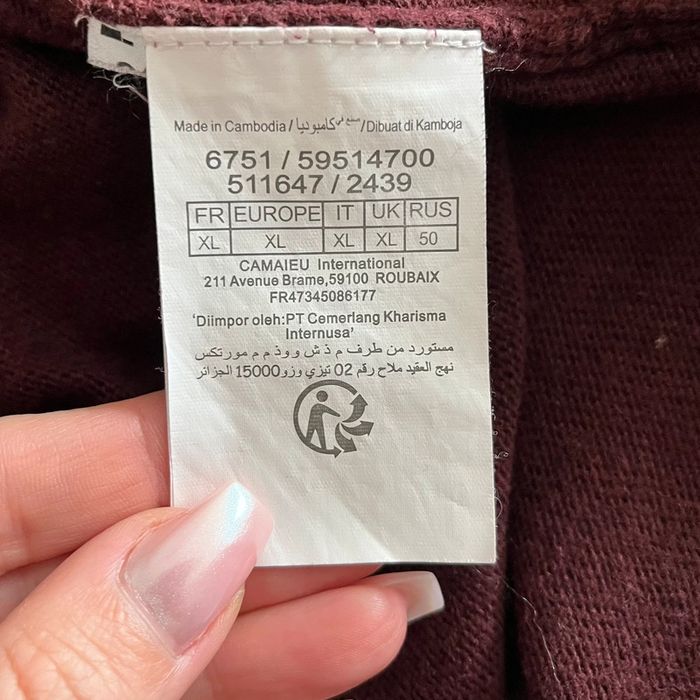 Made in Cambodia / صنع في كامبوديا / Dibuat di Kamboja
6751 / 59514700
511647 / 2439
FR EUROPE IT UK RUS
XL XL XL XL 50
CAMAIEU International
211 Avenue Brame,59100 ROUBAIX
FR47345086177
'Diimpor oleh:PT Cemerlang Kharisma
Internusa'
مستورد من طرف م ذ ش و وذ م م مورتكس
نهج العقيد ملاح رقم 02 تيزي وزو 15000 الجزائر